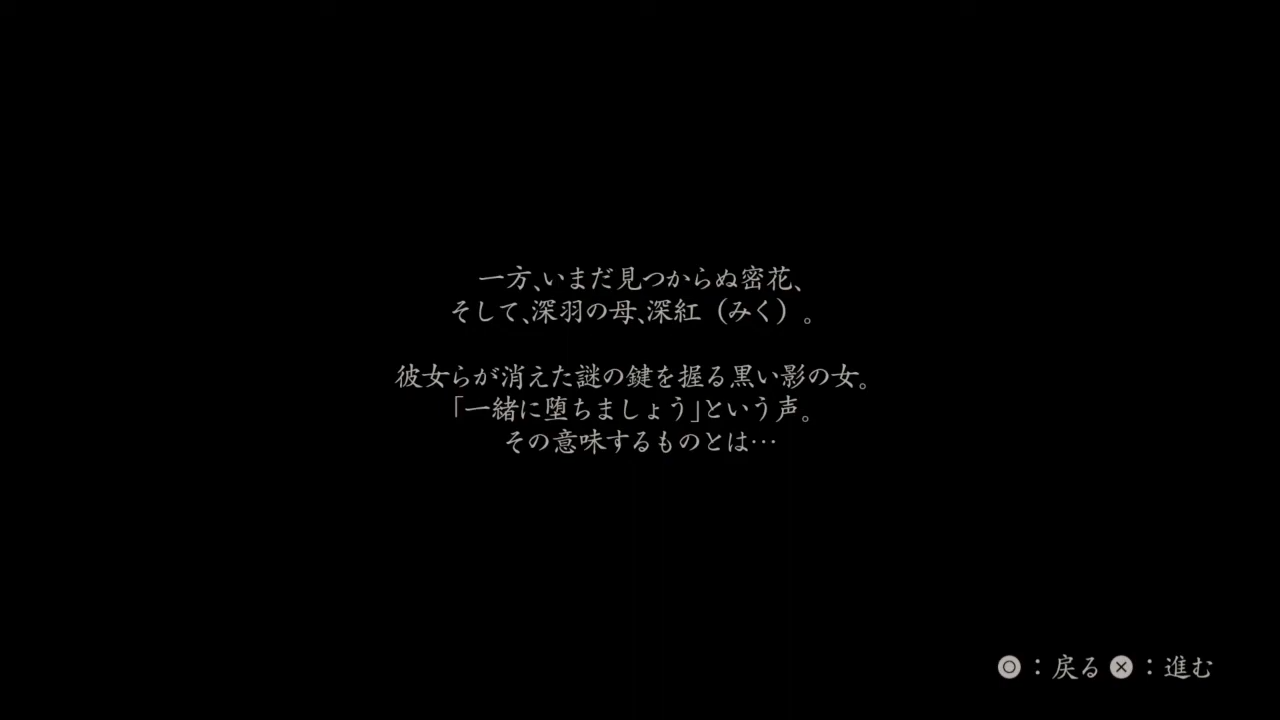 一方、いまだ見つからぬ密花、
そして、深羽の母、深紅（みく）。
彼女らが消えた謎の鍵を握る黒い影の女。
「一緒に堕ちましょう」という声。
その意味するものとは…
○：戻る ×：進む